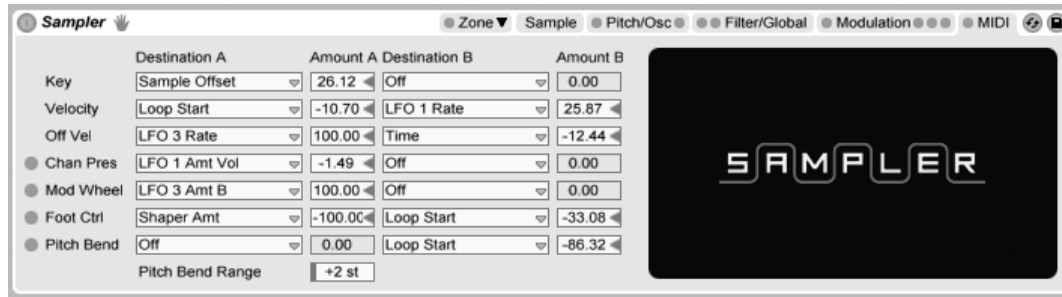 Sampler Zone Sample Pitch/Osc Filter/Global Modulation MIDI
Destination A Amount A Destination B Amount B
Key Sample Offset 26.12 Off 0.00
Velocity Loop Start -10.70 LFO 1 Rate 25.87
Off Vel LFO 3 Rate 100.00 Time -12.44
Chan Pres LFO 1 Amt Vol -1.49 Off 0.00
Mod Wheel LFO 3 Amt B 100.00 Off 0.00
Foot Ctrl Shaper Amt -100.00 Loop Start -33.08
Pitch Bend Off 0.00 Loop Start -86.32
Pitch Bend Range +2 st
SAMPLER